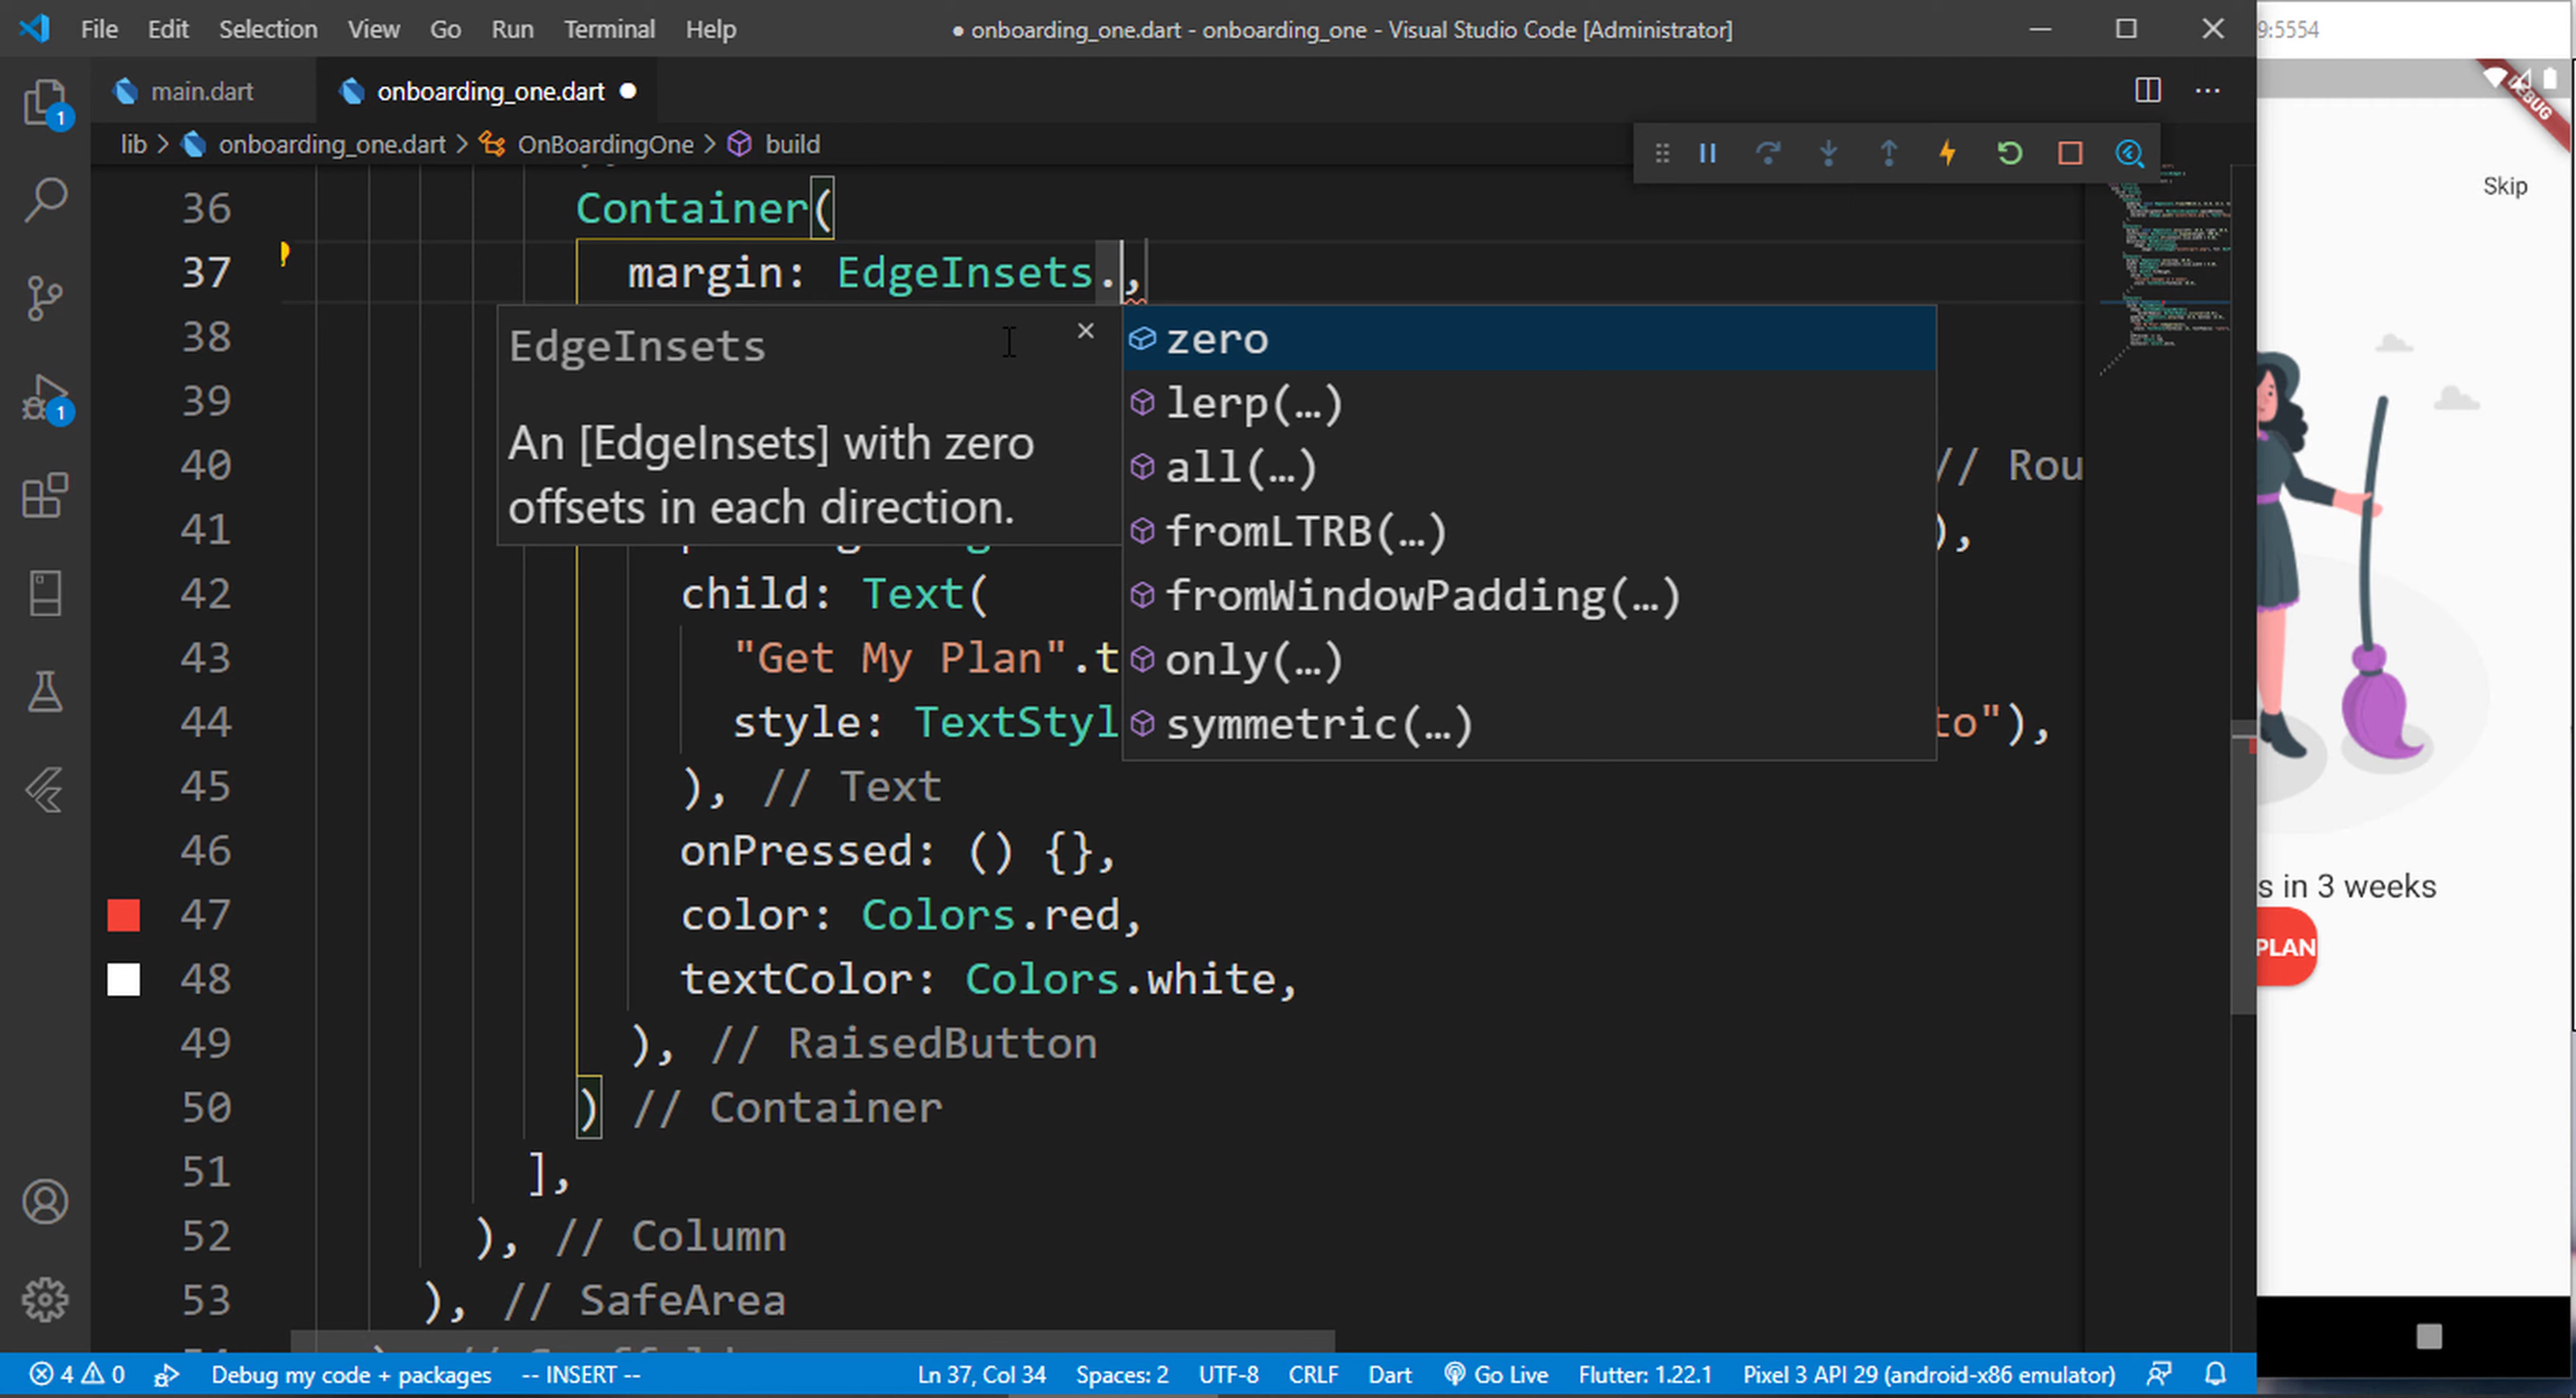 File Edit Selection View Go Run Terminal Help ● onboarding_one.dart - onboarding_one - Visual Studio Code [Administrator]
9:5554
main.dart onboarding_one.dart ●
DEBUG
lib > onboarding_one.dart > OnBoardingOne > build
Skip
36 Container(
37 margin: EdgeInsets.,
38
39
40 // Rou
41 ),
EdgeInsets
An [EdgeInsets] with zero
offsets in each direction.
zero
lerp(…)
all(…)
fromLTRB(…)
fromWindowPadding(…)
only(…)
symmetric(…)
42 child: Text(
43 "Get My Plan".t
44 style: TextStyl to"),
45 ), // Text
46 onPressed: () {},
47 color: Colors.red,
48 textColor: Colors.white,
49 ), // RaisedButton
50 ) // Container
51 ],
52 ), // Column
53 ), // SafeArea
s in 3 weeks
PLAN
1
1
4 0 Debug my code + packages -- INSERT -- Ln 37, Col 34 Spaces: 2 UTF-8 CRLF Dart Go Live Flutter: 1.22.1 Pixel 3 API 29 (android-x86 emulator)